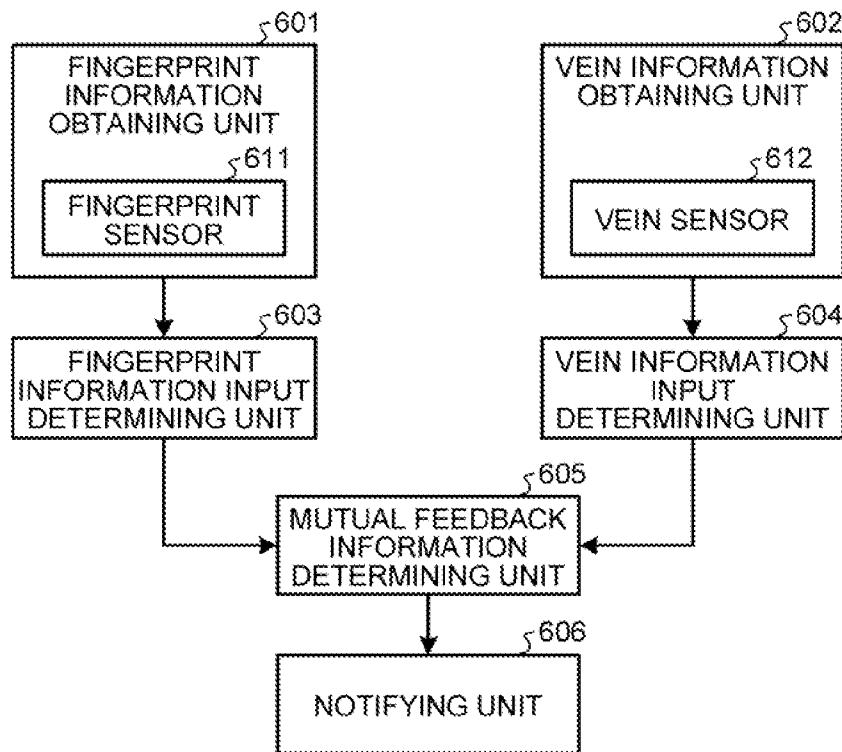 601
FINGERPRINT
INFORMATION
OBTAINING UNIT
611
FINGERPRINT
SENSOR
602
VEIN INFORMATION
OBTAINING UNIT
612
VEIN SENSOR
603
FINGERPRINT
INFORMATION INPUT
DETERMINING UNIT
604
VEIN INFORMATION
INPUT
DETERMINING UNIT
605
MUTUAL FEEDBACK
INFORMATION
DETERMINING UNIT
606
NOTIFYING UNIT